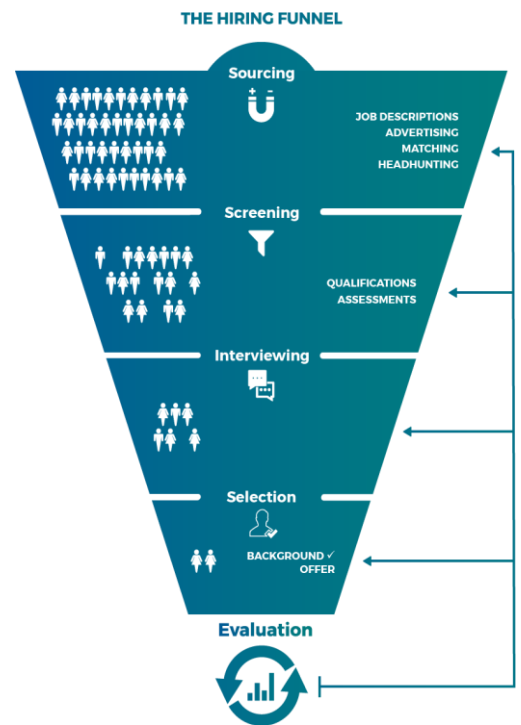 THE HIRING FUNNEL
Sourcing
JOB DESCRIPTIONS
ADVERTISING
MATCHING
HEADHUNTING
Screening
QUALIFICATIONS
ASSESSMENTS
Interviewing
Selection
BACKGROUND ✓
OFFER
Evaluation